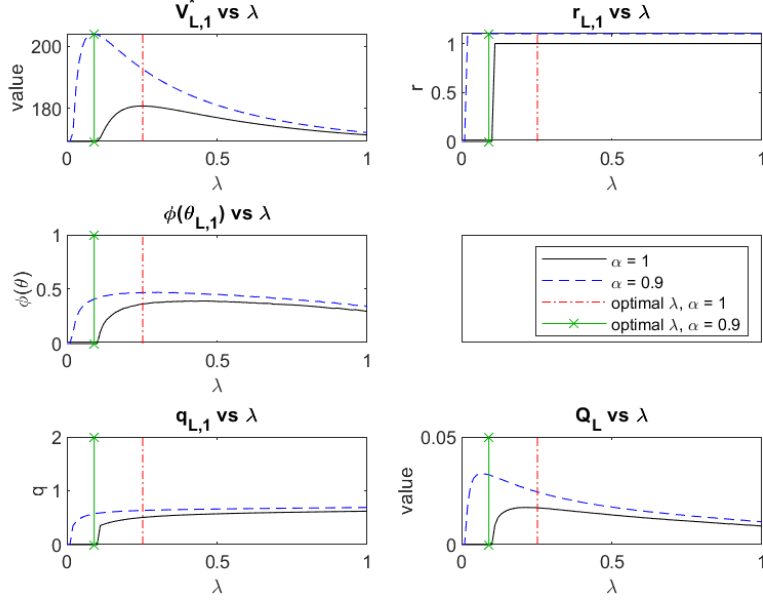 V*L,1 vs λ
value
204
180
0
0.5
1
λ
rL,1 vs λ
r
1
0.5
0
0
0.5
1
λ
ϕ(θL,1) vs λ
ϕ(θ)
1
0.5
0
0
0.5
1
λ
α = 1
α = 0.9
optimal λ, α = 1
optimal λ, α = 0.9
qL,1 vs λ
q
2
1
0
0
0.5
1
λ
QL vs λ
value
0.05
0
0
0.5
1
λ